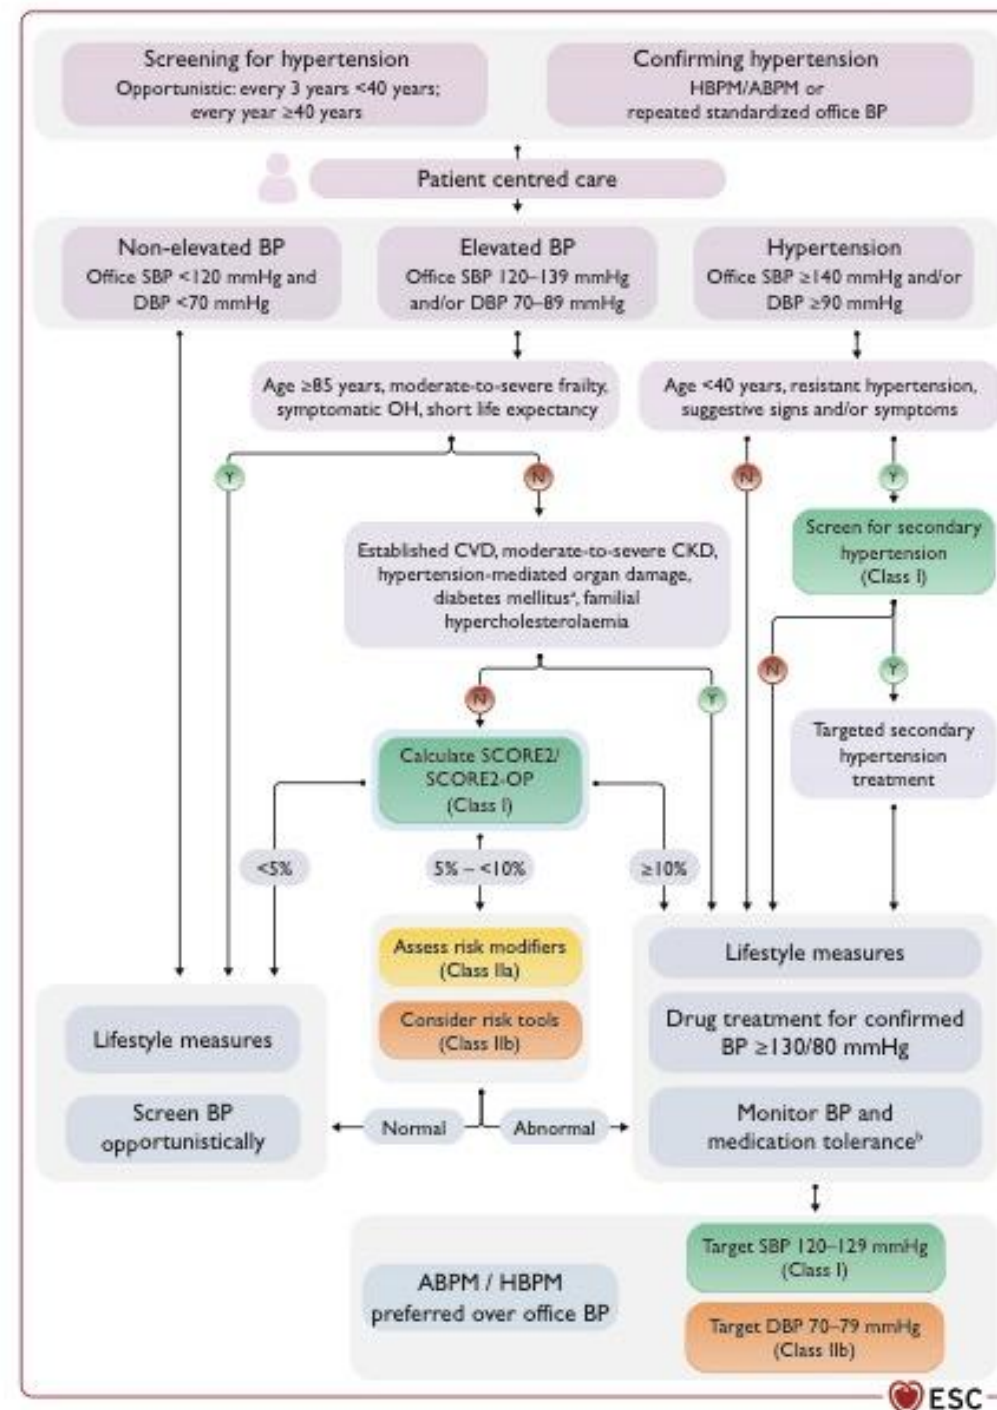 Screening for hypertension
Opportunistic: every 3 years <40 years;
every year ≥40 years
Confirming hypertension
HBPM/ABPM or
repeated standardized office BP
Patient centred care
Non-elevated BP
Office SBP <120 mmHg and
DBP <70 mmHg
Elevated BP
Office SBP 120–139 mmHg
and/or DBP 70–89 mmHg
Hypertension
Office SBP ≥140 mmHg and/or
DBP ≥90 mmHg
Age ≥85 years, moderate-to-severe frailty,
symptomatic OH, short life expectancy
Age <40 years, resistant hypertension,
suggestive signs and/or symptoms
Y
N
N
Y
Screen for secondary
hypertension
(Class I)
Established CVD, moderate-to-severe CKD,
hypertension-mediated organ damage,
diabetes mellitusᵃ, familial
hypercholesterolaemia
N
Y
N
Y
Targeted secondary
hypertension
treatment
Calculate SCORE2/
SCORE2-OP
(Class I)
<5%
5% – <10%
≥10%
Assess risk modifiers
(Class IIa)
Consider risk tools
(Class IIb)
Lifestyle measures
Screen BP
opportunistically
Normal
Abnormal
Lifestyle measures
Drug treatment for confirmed
BP ≥130/80 mmHg
Monitor BP and
medication toleranceᵇ
ABPM / HBPM
preferred over office BP
Target SBP 120–129 mmHg
(Class I)
Target DBP 70–79 mmHg
(Class IIb)
ESC